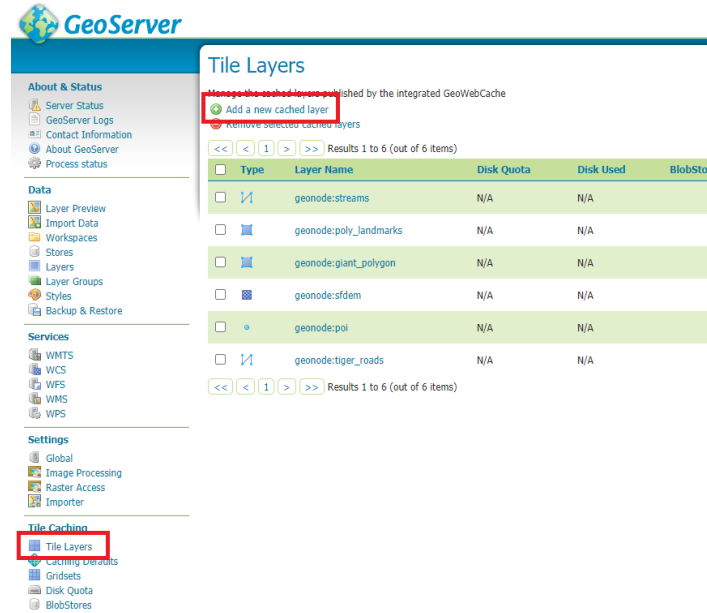 GeoServer
Tile Layers
Manage the cached layers published by the integrated GeoWebCache
Add a new cached layer
Remove selected cached layers
<< < 1 > >> Results 1 to 6 (out of 6 items)
Type Layer Name Disk Quota Disk Used BlobSto
geonode:streams N/A N/A
geonode:poly_landmarks N/A N/A
geonode:giant_polygon N/A N/A
geonode:sfdem N/A N/A
geonode:poi N/A N/A
geonode:tiger_roads N/A N/A
<< < 1 > >> Results 1 to 6 (out of 6 items)
About & Status
Server Status
GeoServer Logs
Contact Information
About GeoServer
Process status
Data
Layer Preview
Import Data
Workspaces
Stores
Layers
Layer Groups
Styles
Backup & Restore
Services
WMTS
WCS
WFS
WMS
WPS
Settings
Global
Image Processing
Raster Access
Importer
Tile Caching
Tile Layers
Caching Defaults
Gridsets
Disk Quota
BlobStores